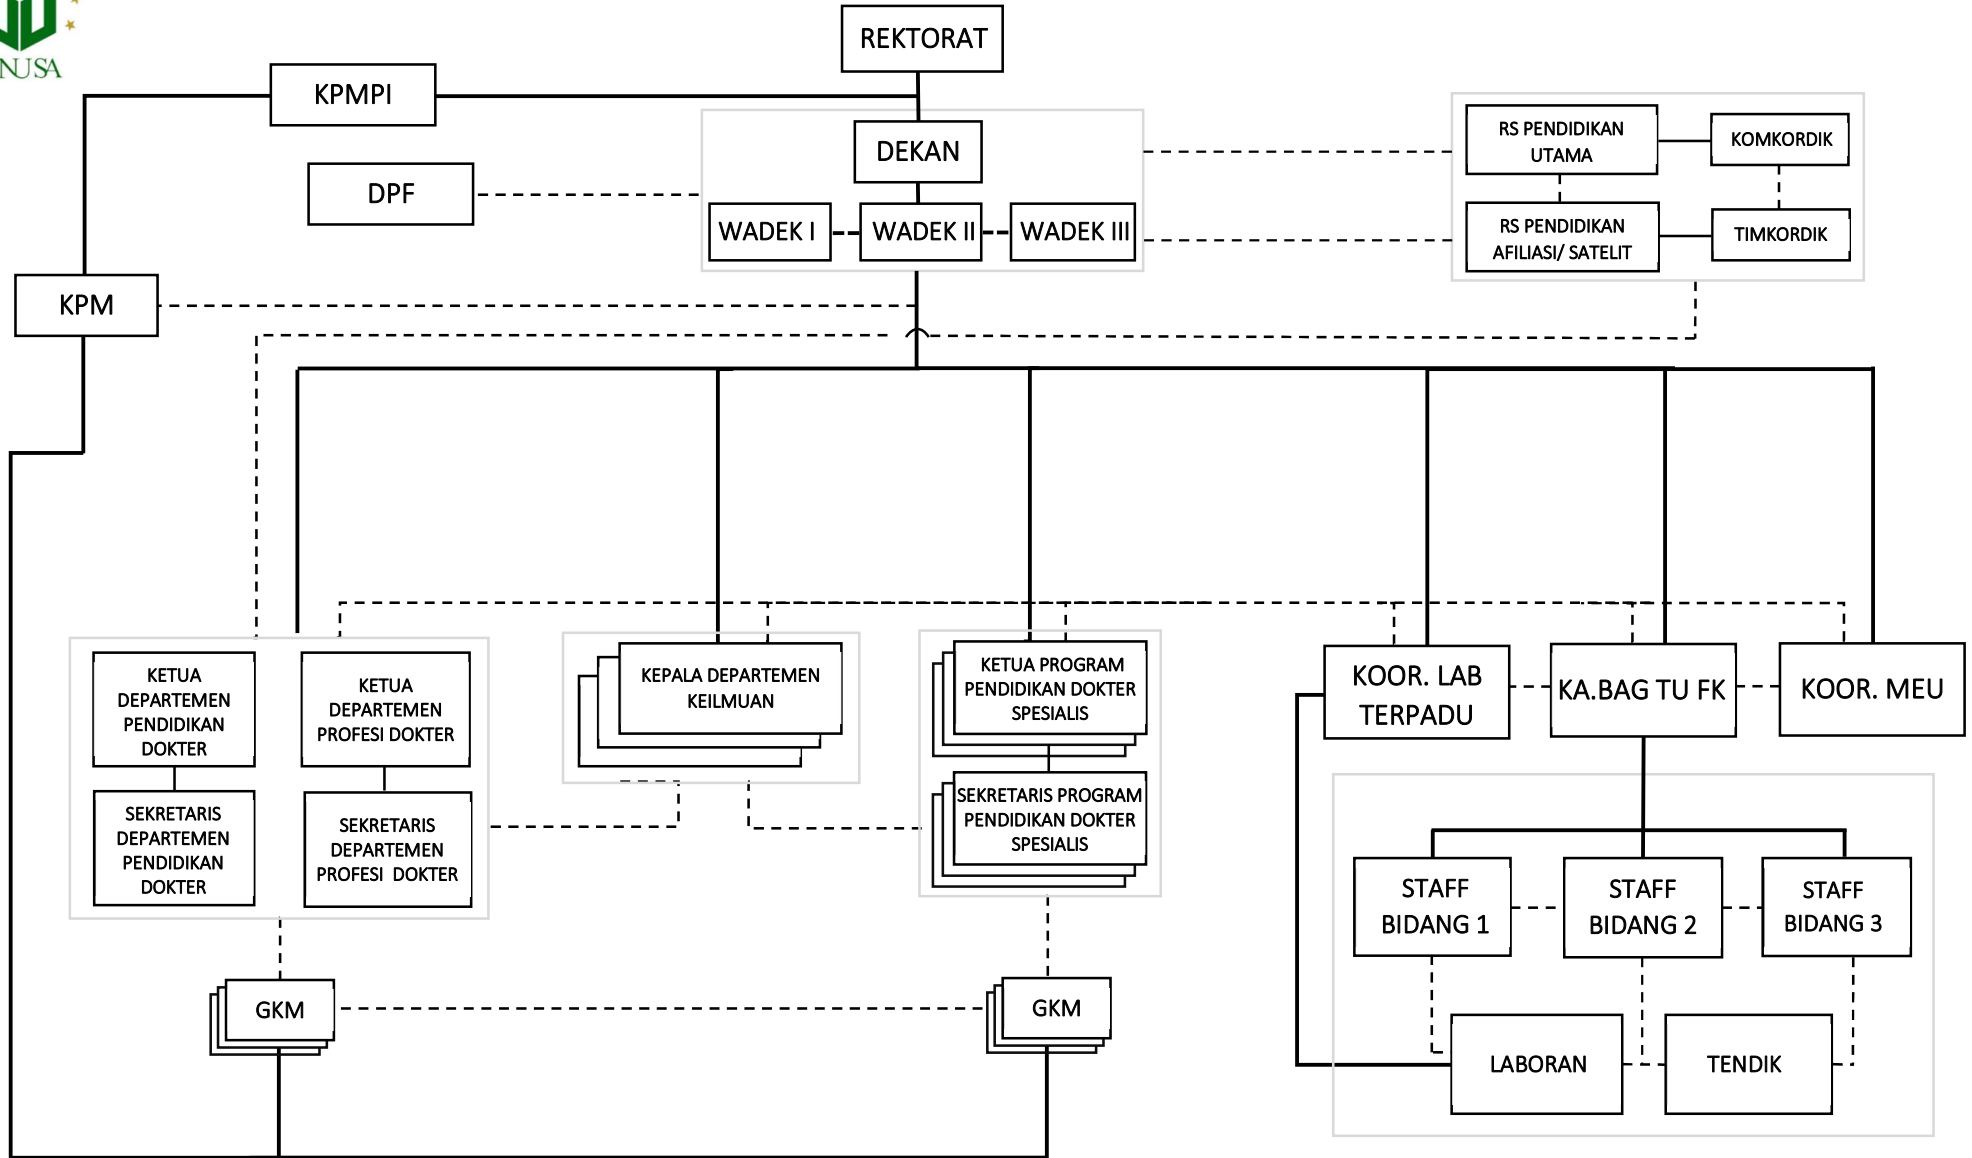 NUSA
REKTORAT
KPMPI
DEKAN
DPF
WADEK I
WADEK II
WADEK III
RS PENDIDIKAN
UTAMA
KOMKORDIK
RS PENDIDIKAN
AFILIASI/ SATELIT
TIMKORDIK
KPM
KETUA
DEPARTEMEN
PENDIDIKAN
DOKTER
KETUA
DEPARTEMEN
PROFESI DOKTER
SEKRETARIS
DEPARTEMEN
PENDIDIKAN
DOKTER
SEKRETARIS
DEPARTEMEN
PROFESI DOKTER
KEPALA DEPARTEMEN
KEILMUAN
KETUA PROGRAM
PENDIDIKAN DOKTER
SPESIALIS
SEKRETARIS PROGRAM
PENDIDIKAN DOKTER
SPESIALIS
KOOR. LAB
TERPADU
KA.BAG TU FK
KOOR. MEU
STAFF
BIDANG 1
STAFF
BIDANG 2
STAFF
BIDANG 3
GKM
GKM
LABORAN
TENDIK